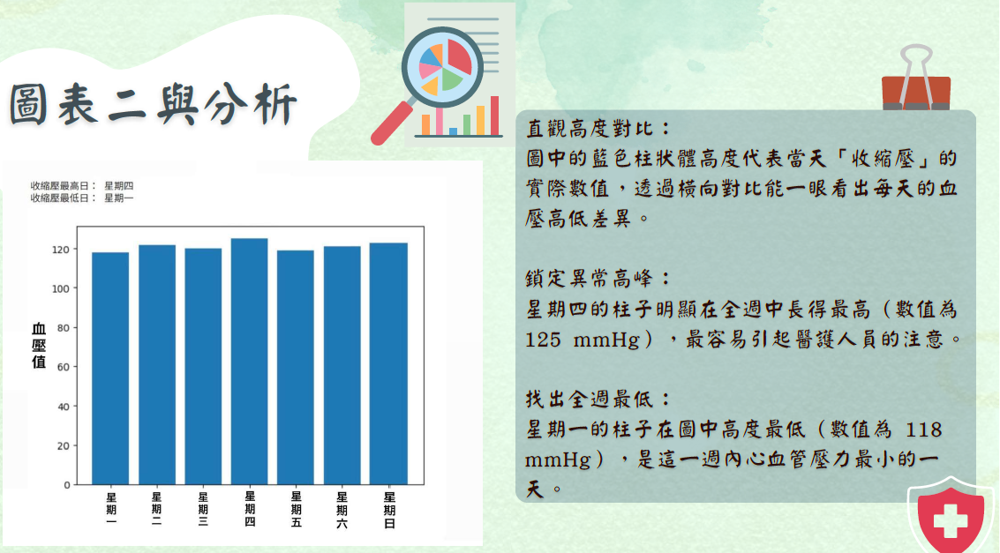 圖表二與分析
收縮壓最高日： 星期四
收縮壓最低日： 星期一
血壓值
120
100
80
60
40
20
0
星期一
星期二
星期三
星期四
星期五
星期六
星期日
直觀高度對比：
圖中的藍色柱狀體高度代表當天「收縮壓」的
實際數值，透過橫向對比能一眼看出每天的血
壓高低差異。
鎖定異常高峰：
星期四的柱子明顯在全週中長得最高（數值為
125 mmHg），最容易引起醫護人員的注意。
找出全週最低：
星期一的柱子在圖中高度最低（數值為 118
mmHg），是這一週內心血管壓力最小的一
天。